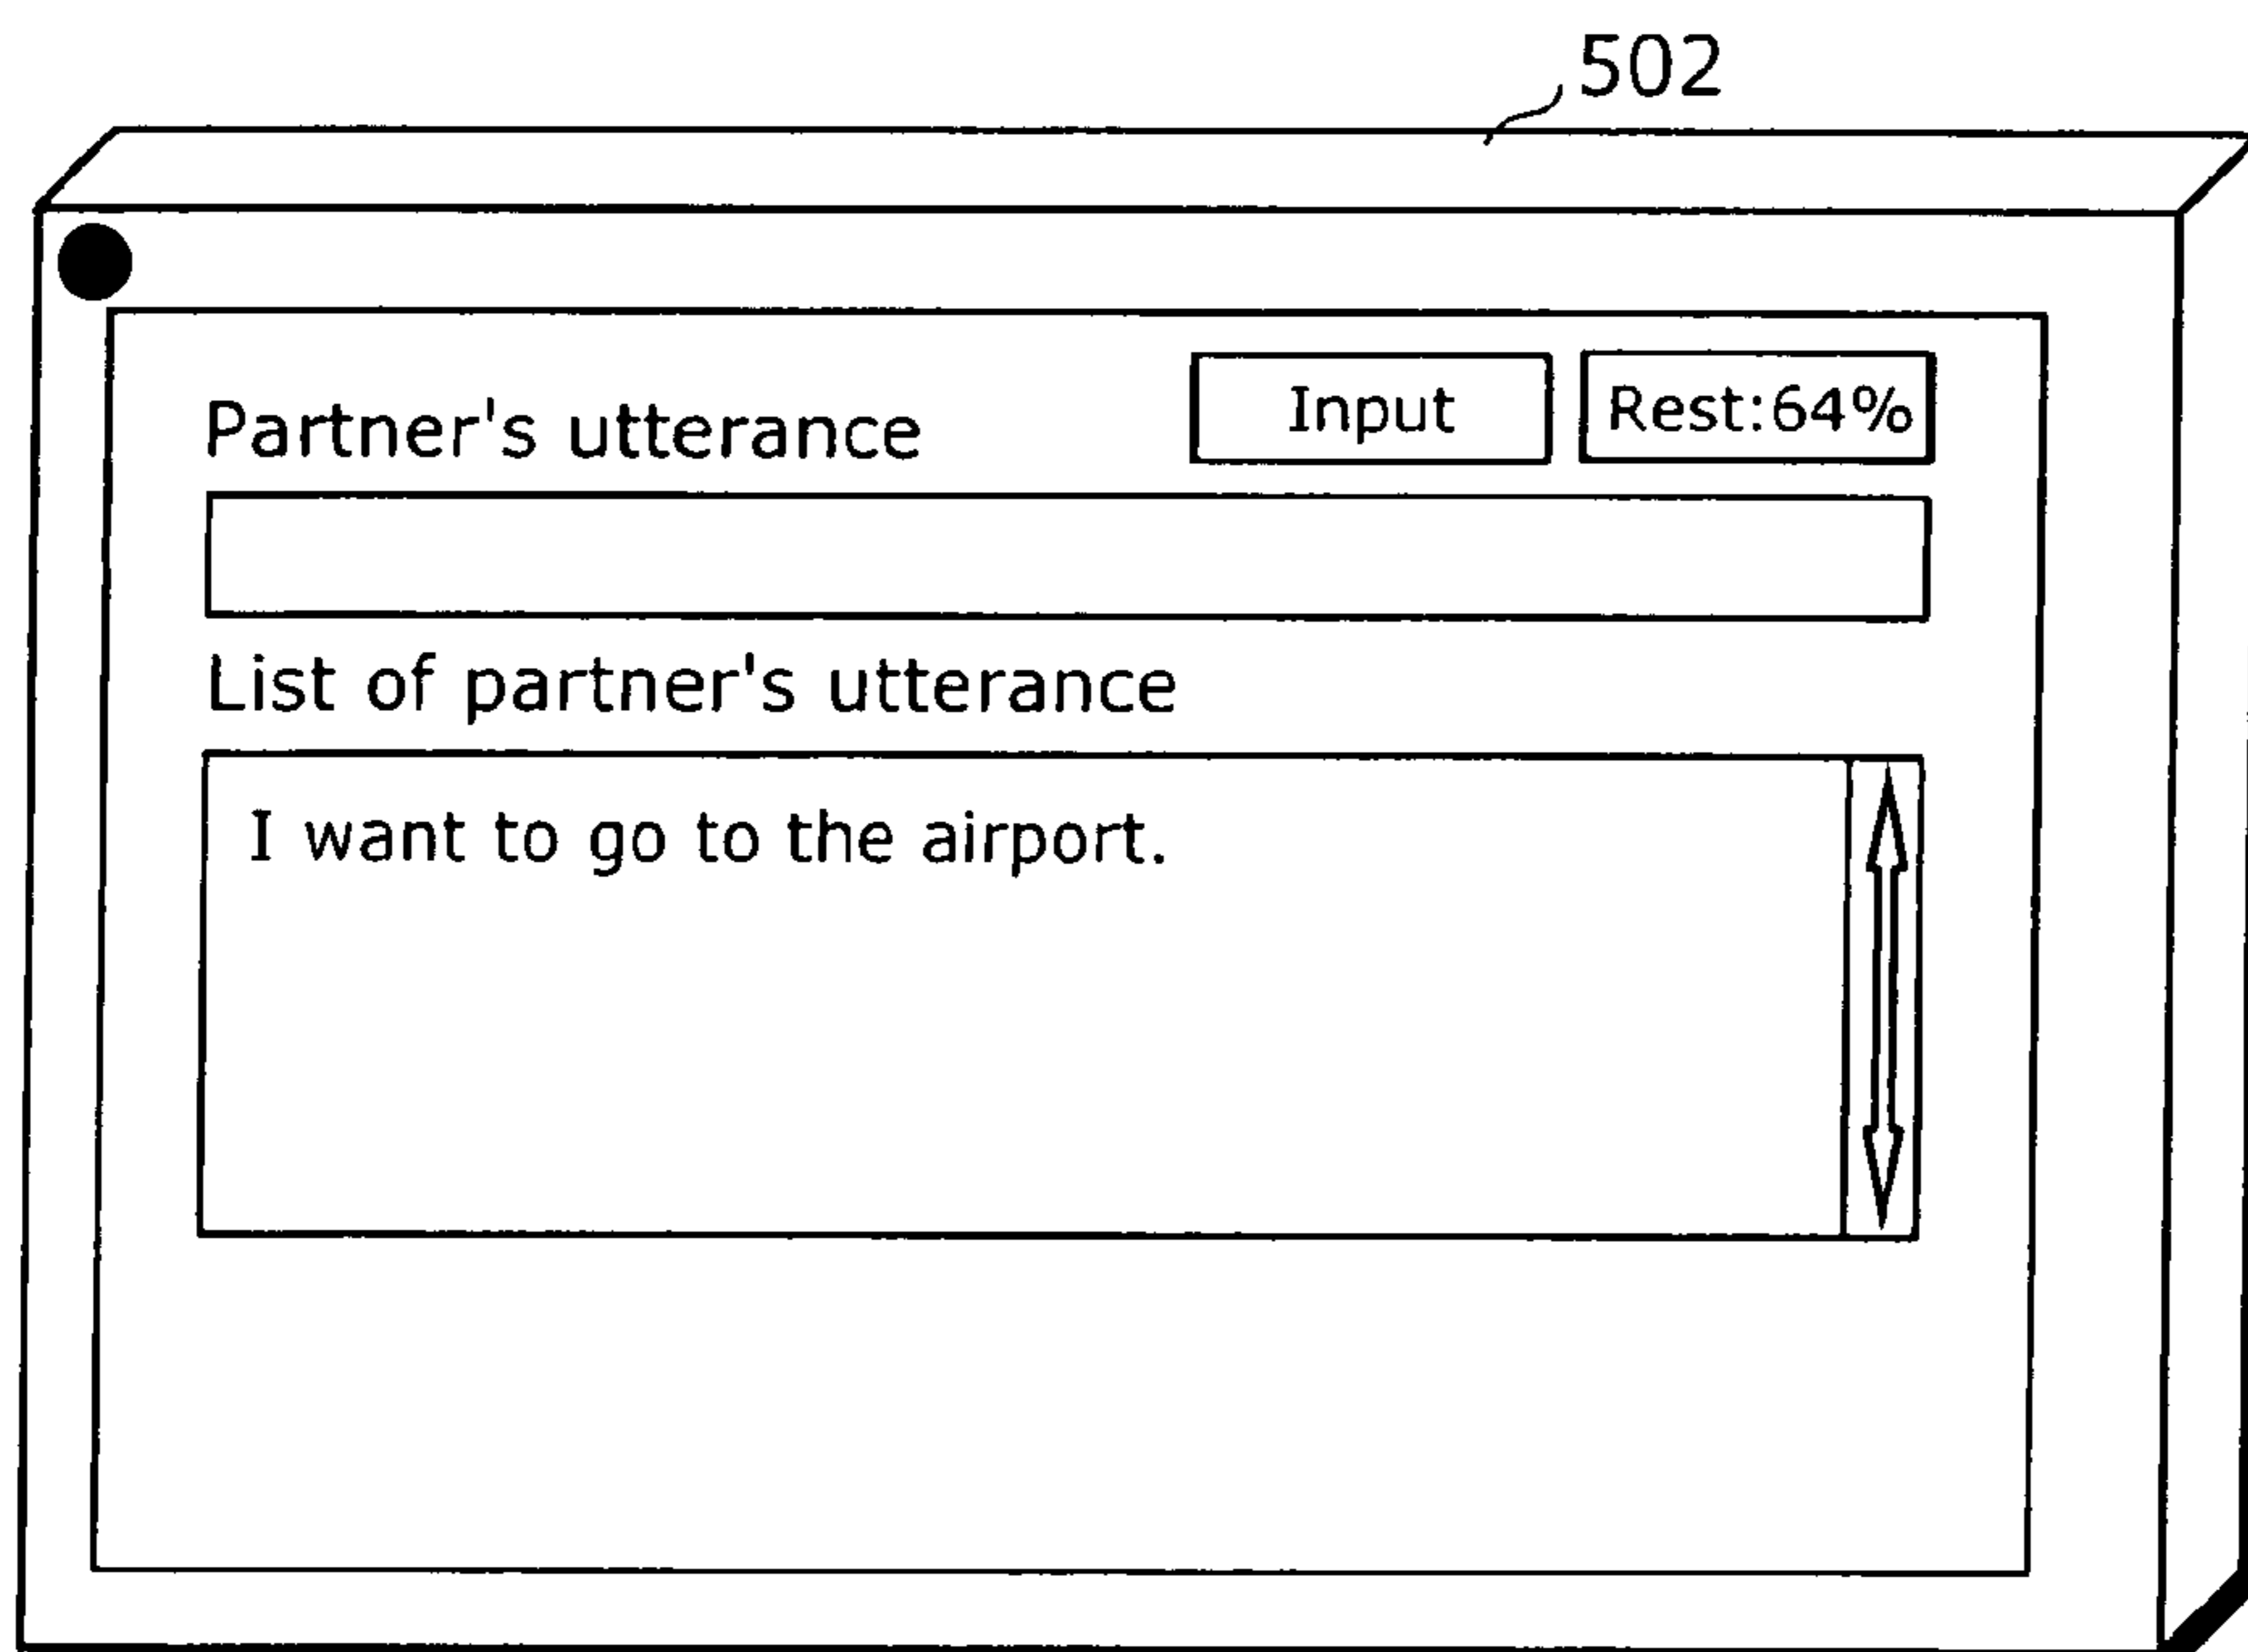 502
Partner's utterance
Input
Rest:64%
List of partner's utterance
I want to go to the airport.